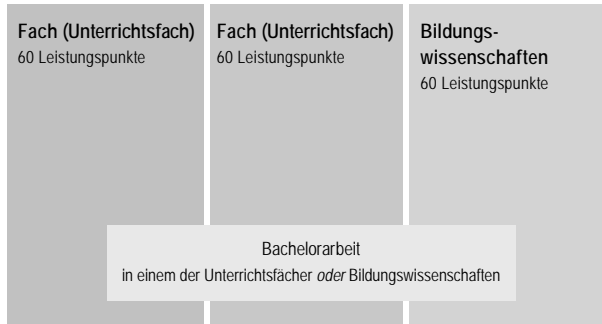 Fach (Unterrichtsfach)
60 Leistungspunkte
Fach (Unterrichtsfach)
60 Leistungspunkte
Bildungs-
wissenschaften
60 Leistungspunkte
Bachelorarbeit
in einem der Unterrichtsfächer oder Bildungswissenschaften